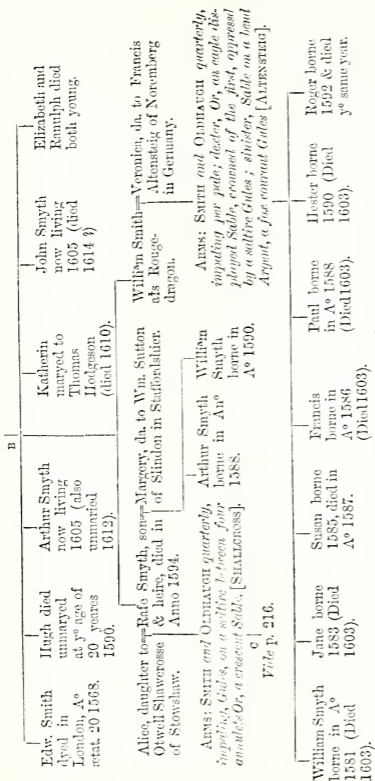 B
Edw. Smith
dyed in
London, Aº
ætat. 20 1568.
Hugh died
unmaryed
at yᵉ age of
20 yeares
1590.
Arthur Smyth
now living
1605 (also
unmaried
1612).
Katherin
maryed to
Thomas
Hodgeson
(died 1610).
John Smyth
now living
1605 (died
1614 ?)
Elizabeth and
Ranulph died
both young.
Alice, daughter to=Rafe Smyth, son=Margery, da. to Wm. Sutton
Otwell Shawcrosse & heire, died in of Slindon in Staffordshier.
of Stowshaw. Anno 1594.
William Smith=Veronica, da. to Francis
als Rouge- Altensteig of Noremberg
dragon. in Germany.
Arms: Smith and Oldhaugh quarterly,
impaling, Gules, on a saltire between four
annulets Or, a crescent Sable. [Shallcross]
C
Vide p. 216.
Arthur Smyth
borne in Anº
1588.
William
Smyth
borne in
Aº 1590.
Arms: Smith and Oldhaugh quarterly,
impaling per pale; dexter, Or, an eagle dis-
played Sable, crowned of the first, oppressed
by a saltire Gules; sinister, Sable on a bend
Argent, a fox courant Gules [Altensteig]
William Smyth
borne in Aº
1581 (Died
1603).
Jane borne
1583 (Died
1603).
Susan borne
1585, died in
Aº 1587.
Francis
borne in
Aº 1586
(Died 1603).
Paul borne
in Aº 1588
(Died 1603).
Hester borne
1590 (Died
1603).
Roger borne
1592 & died
yᵉ same year.